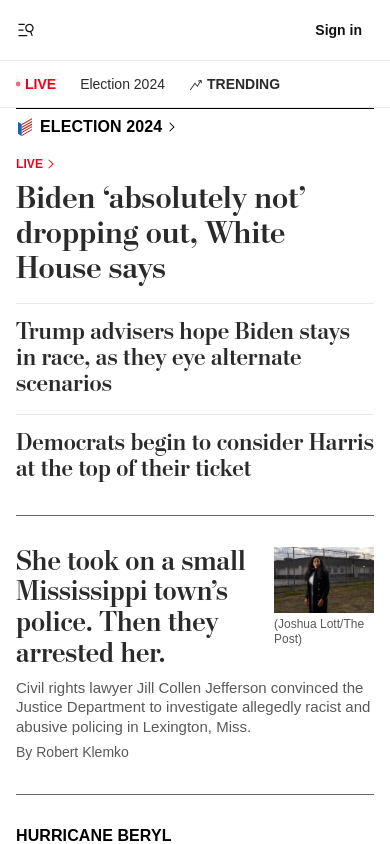 Sign in
LIVE
Election 2024
TRENDING
ELECTION 2024
LIVE
Biden ‘absolutely not’
dropping out, White
House says
Trump advisers hope Biden stays
in race, as they eye alternate
scenarios
Democrats begin to consider Harris
at the top of their ticket
She took on a small
Mississippi town’s
police. Then they
arrested her.
(Joshua Lott/The
Post)
Civil rights lawyer Jill Collen Jefferson convinced the
Justice Department to investigate allegedly racist and
abusive policing in Lexington, Miss.
By Robert Klemko
HURRICANE BERYL